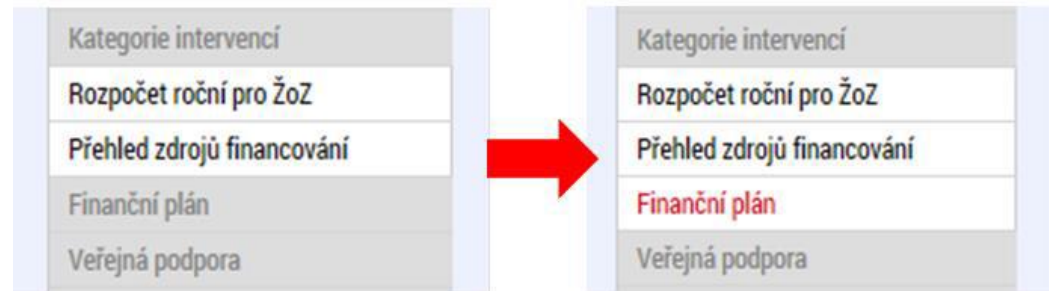 Kategorie intervencí
Rozpočet roční pro ŽoZ
Přehled zdrojů financování
Finanční plán
Veřejná podpora
Kategorie intervencí
Rozpočet roční pro ŽoZ
Přehled zdrojů financování
Finanční plán
Veřejná podpora